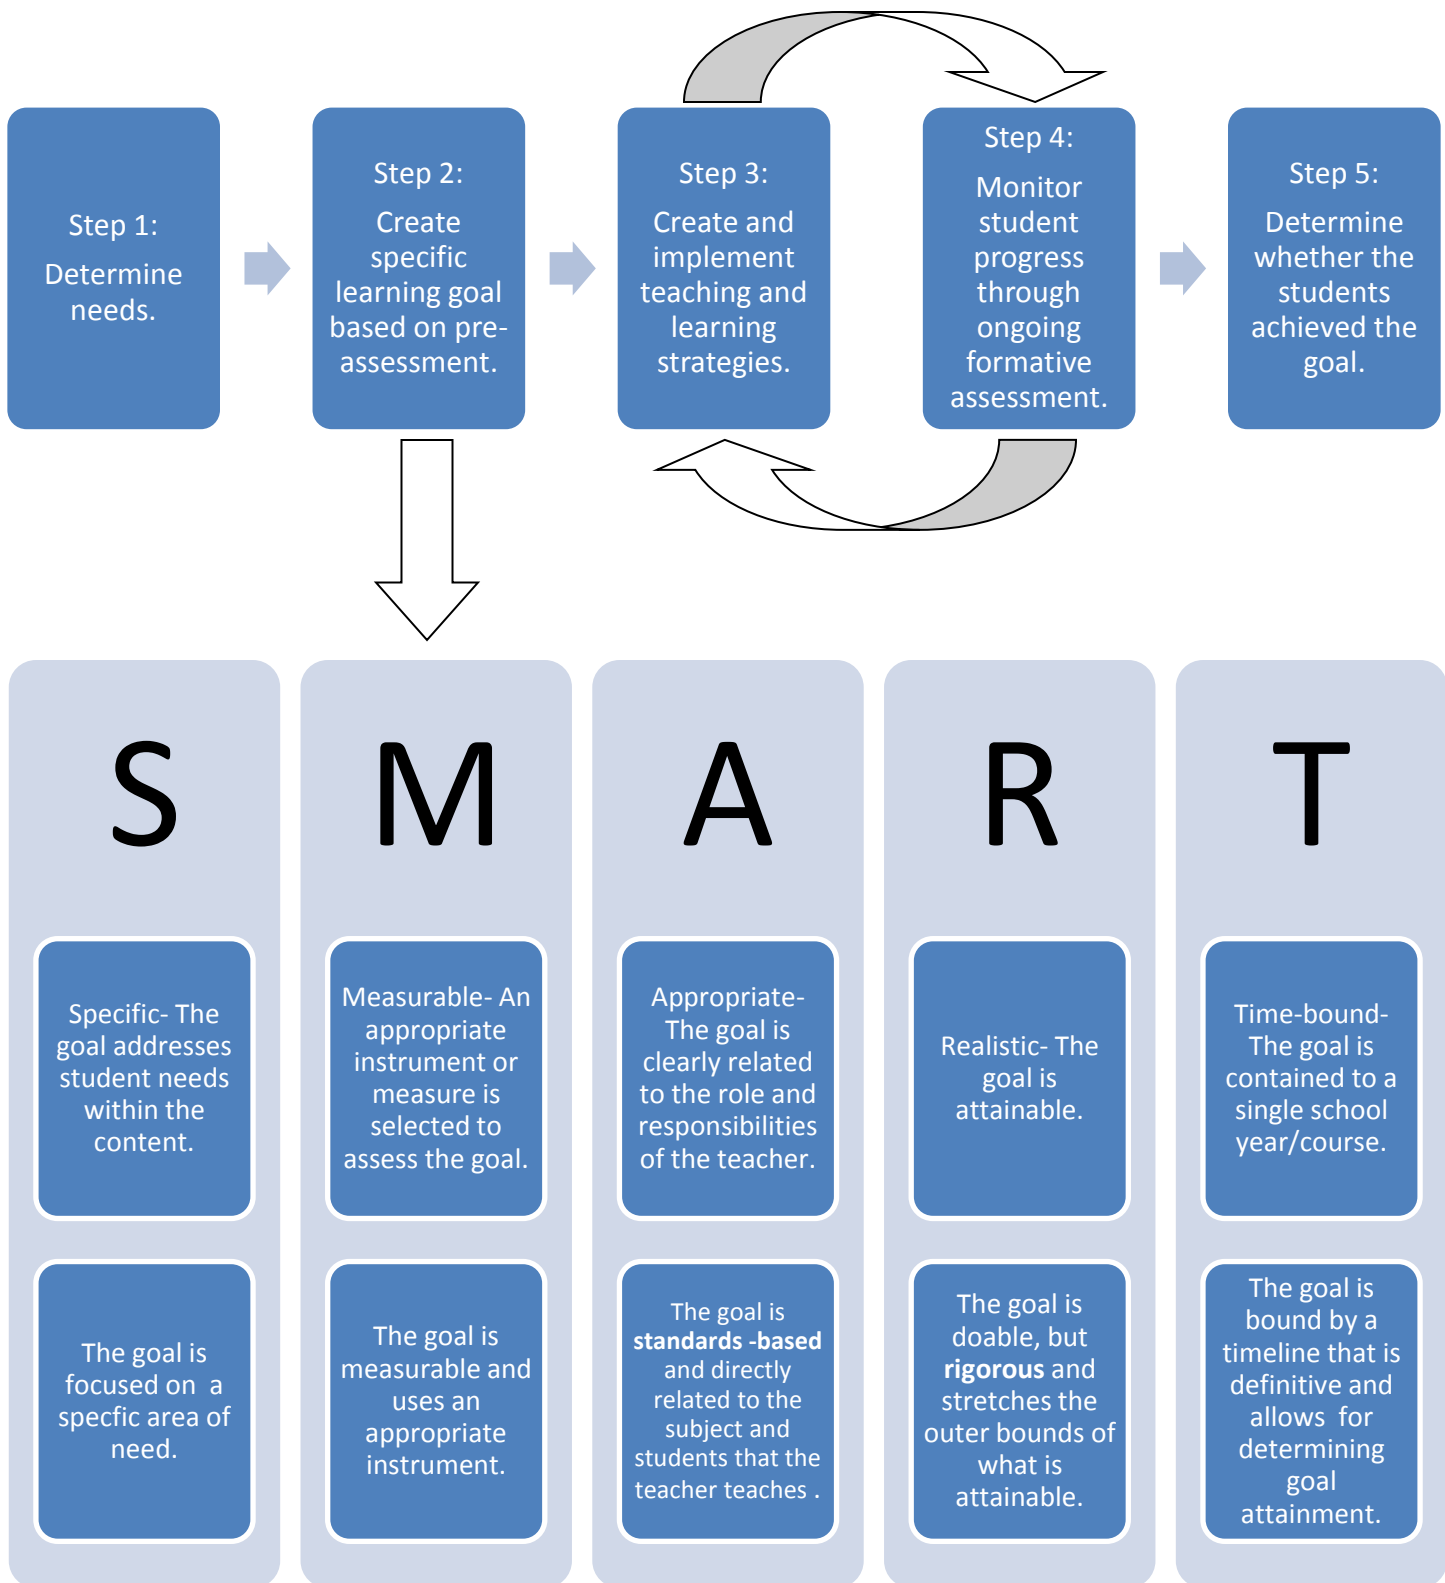 Step 1:
Determine
needs.
Step 2:
Create
specific
learning goal
based on pre-
assessment.
Step 3:
Create and
implement
teaching and
learning
strategies.
Step 4:
Monitor
student
progress
through
ongoing
formative
assessment.
Step 5:
Determine
whether the
students
achieved the
goal.
S
M
A
R
T
Specific- The
goal addresses
student needs
within the
content.
Measurable- An
appropriate
instrument or
measure is
selected to
assess the goal.
Appropriate-
The goal is
clearly related
to the role and
responsibilities
of the teacher.
Realistic- The
goal is
attainable.
Time-bound-
The goal is
contained to a
single school
year/course.
The goal is
focused on a
specfic area of
need.
The goal is
measurable and
uses an
appropriate
instrument.
The goal is
standards -based
and directly
related to the
subject and
students that the
teacher teaches .
The goal is
doable, but
rigorous and
stretches the
outer bounds of
what is
attainable.
The goal is
bound by a
timeline that is
definitive and
allows for
determining
goal
attainment.